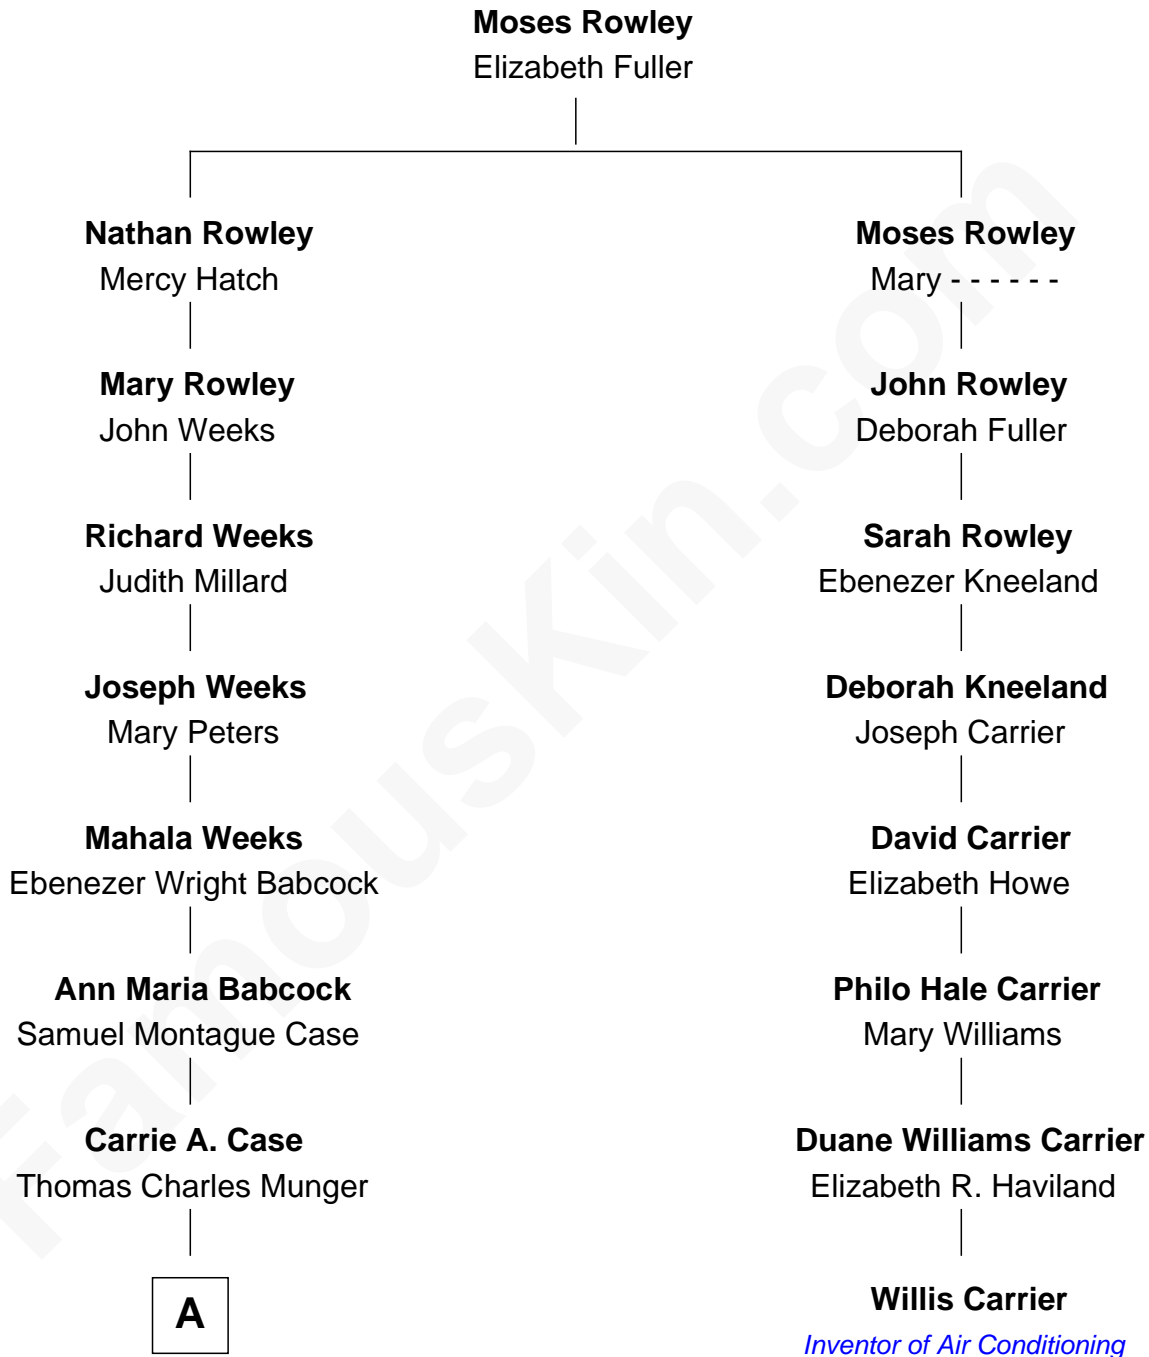 Moses Rowley
Elizabeth Fuller
Nathan Rowley
Mercy Hatch
Mary Rowley
John Weeks
Richard Weeks
Judith Millard
Joseph Weeks
Mary Peters
Mahala Weeks
Ebenezer Wright Babcock
Ann Maria Babcock
Samuel Montague Case
Carrie A. Case
Thomas Charles Munger
A
Moses Rowley
Mary - - - - - -
John Rowley
Deborah Fuller
Sarah Rowley
Ebenezer Kneeland
Deborah Kneeland
Joseph Carrier
David Carrier
Elizabeth Howe
Philo Hale Carrier
Mary Williams
Duane Williams Carrier
Elizabeth R. Haviland
Willis Carrier
Inventor of Air Conditioning
FamousKin.com